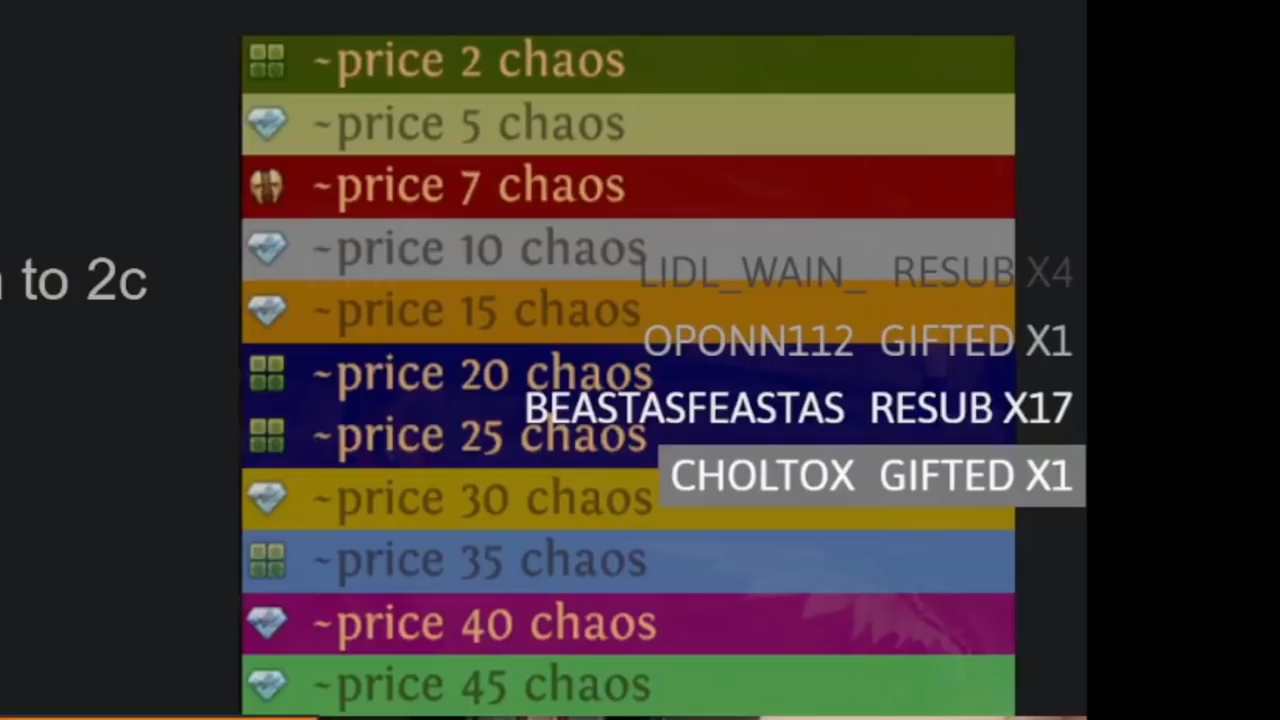 ~price 2 chaos
~price 5 chaos
~price 7 chaos
~price 10 chaos
LIDL_WAIN_ RESUB X4
to 2c
~price 15 chaos
OPONN112 GIFTED X1
~price 20 chaos
BEASTASFEASTAS RESUB X17
~price 25 chaos
CHOLTOX GIFTED X1
~price 30 chaos
~price 35 chaos
~price 40 chaos
~price 45 chaos